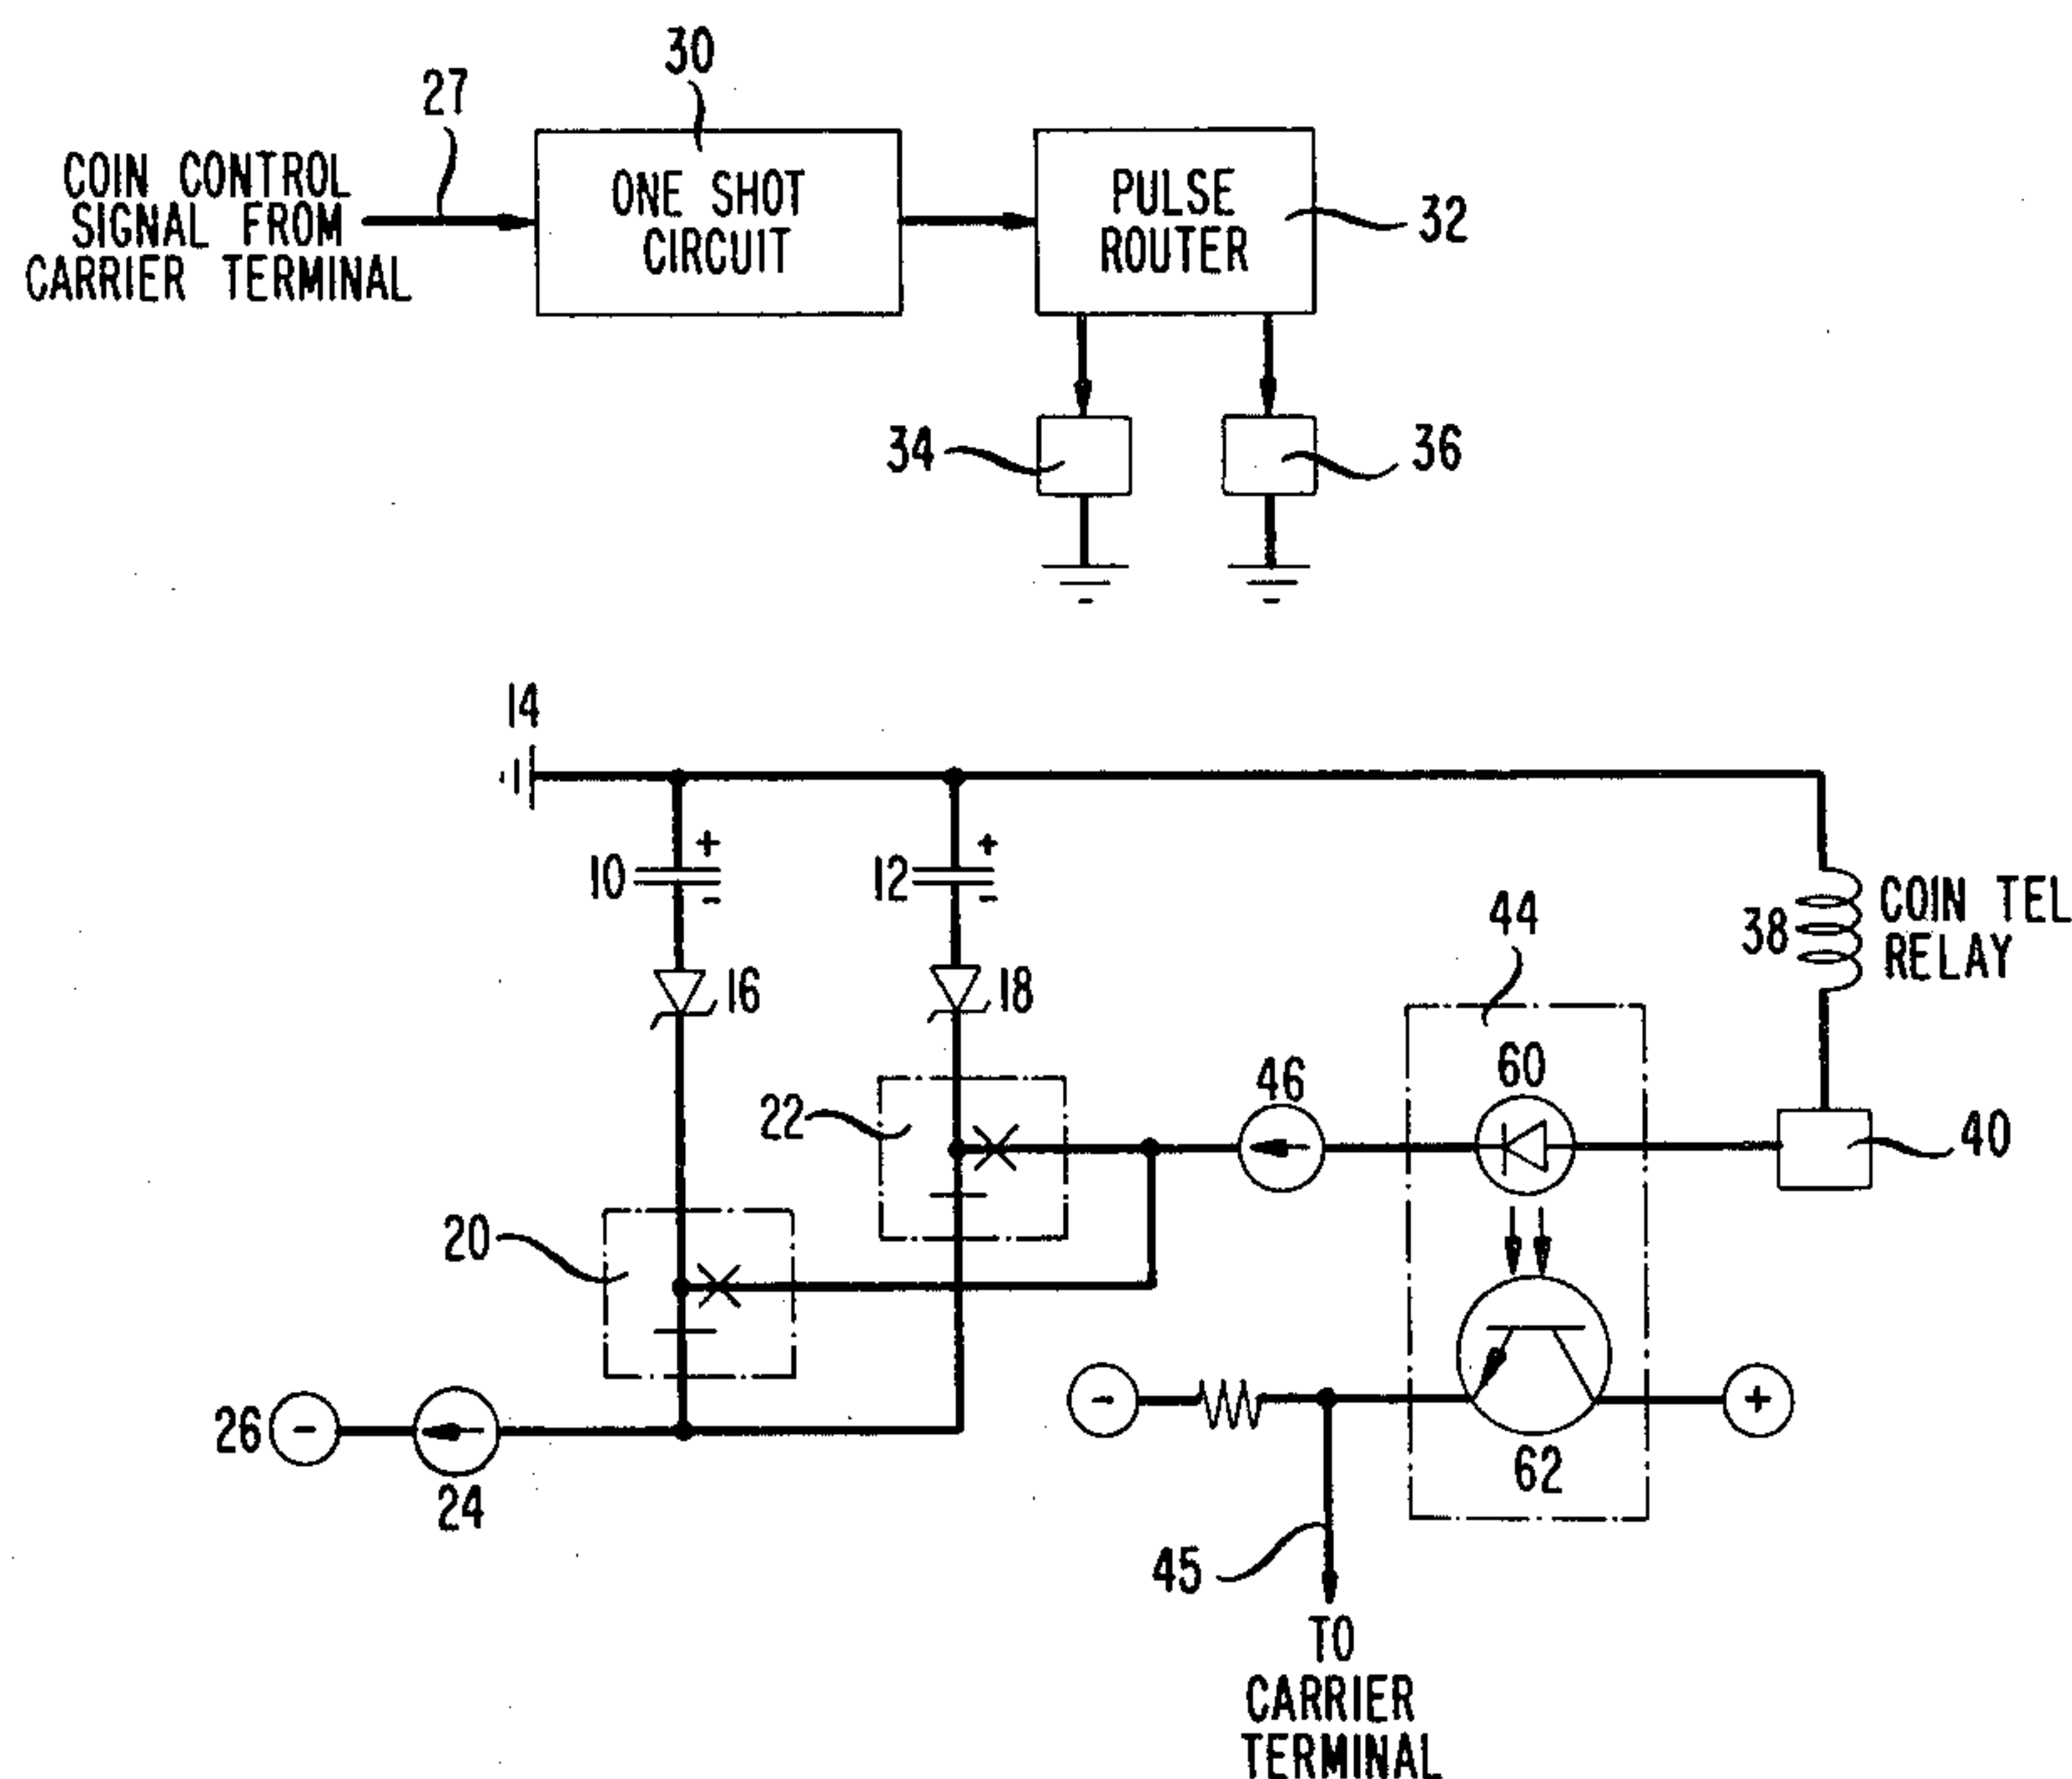 30
27
COIN CONTROL
SIGNAL FROM
CARRIER TERMINAL
ONE SHOT
CIRCUIT
PULSE
ROUTER
32
34
36
14
10
+
-
12
+
-
16
18
44
38
COIN TEL
RELAY
22
46
60
40
20
26
-
24
-
+
62
45
TO
CARRIER
TERMINAL